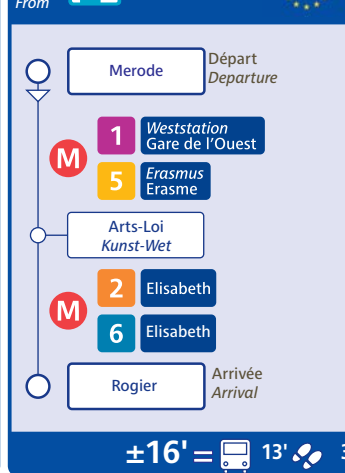 From
Merode
Départ
Departure
M
1
Weststation
Gare de l'Ouest
5
Erasmus
Erasme
Arts-Loi
Kunst-Wet
M
2
Elisabeth
6
Elisabeth
Rogier
Arrivée
Arrival
±16' = 13' 3